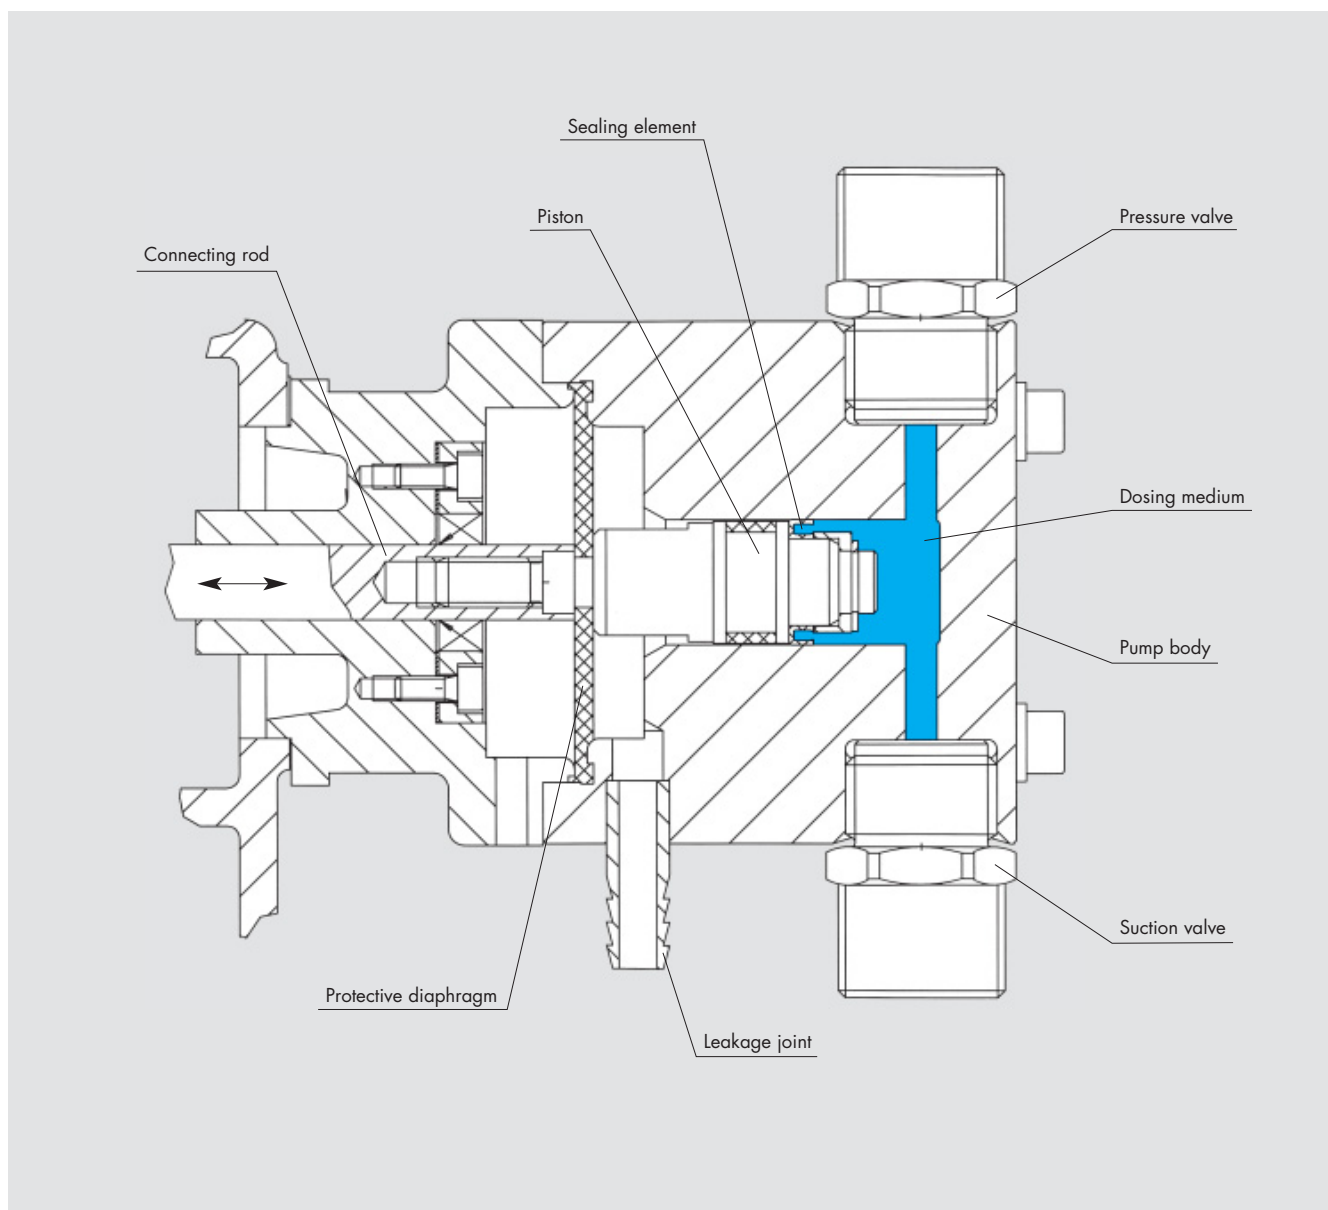 Sealing element
Piston
Pressure valve
Connecting rod
Dosing medium
Pump body
Suction valve
Protective diaphragm
Leakage joint